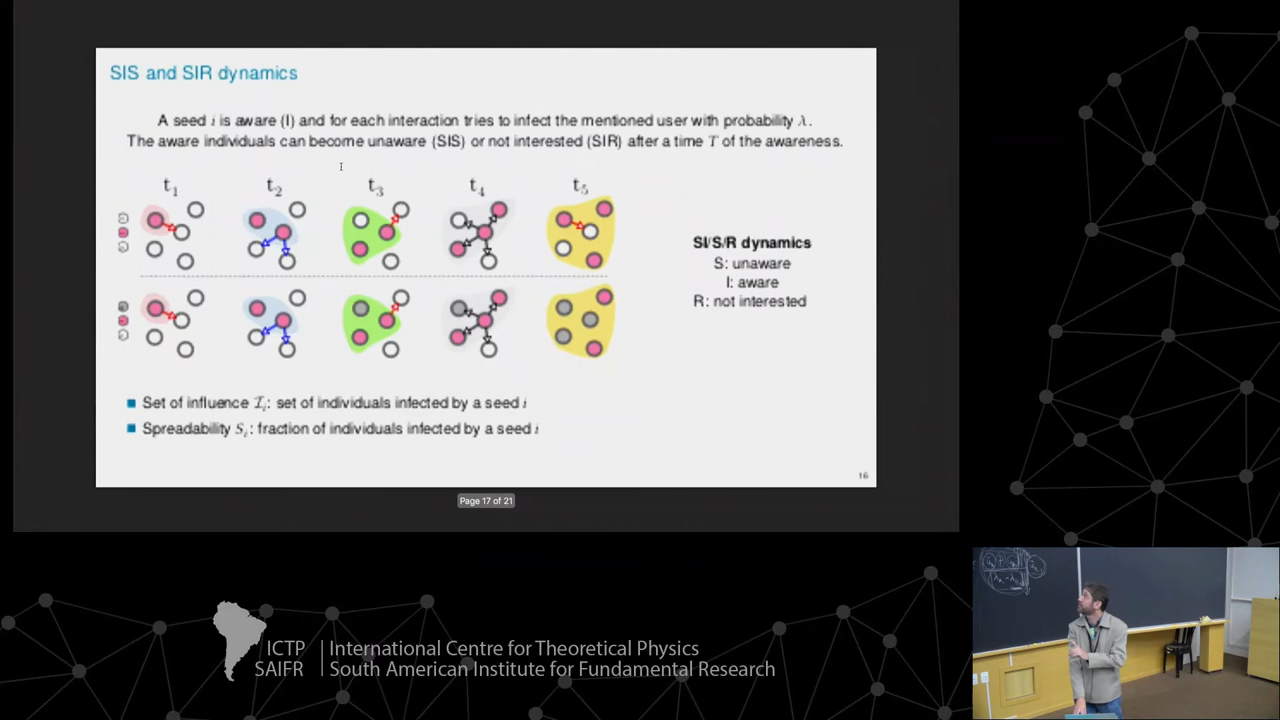 SIS and SIR dynamics
A seed i is aware (I) and for each interaction tries to infect the mentioned user with probability λ.
The aware individuals can become unaware (SIS) or not interested (SIR) after a time T of the awareness.
t₁ t₂ t₃ t₄ t₅
SI/S/R dynamics
S: unaware
I: aware
R: not interested
Set of influence ℐᵢ: set of individuals infected by a seed i
Spreadability Sᵢ: fraction of individuals infected by a seed i
16
Page 17 of 21
ICTP International Centre for Theoretical Physics
SAIFR South American Institute for Fundamental Research